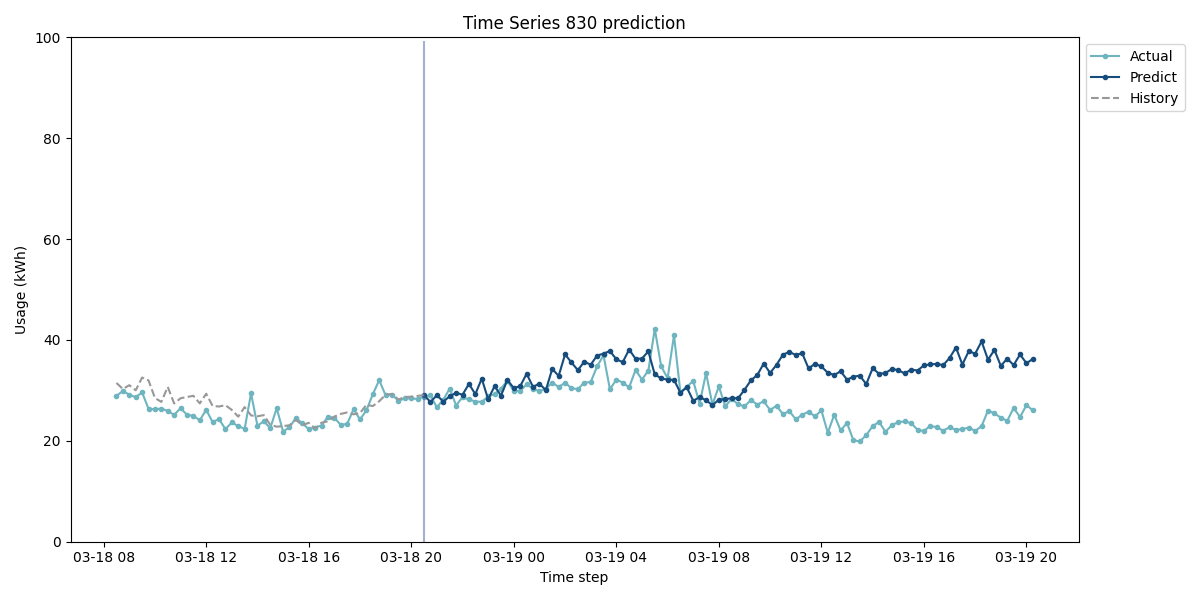 Time Series 830 prediction
100
80
60
40
20
0
Usage (kWh)
03-18 08 03-18 12 03-18 16 03-18 20 03-19 00 03-19 04 03-19 08 03-19 12 03-19 16 03-19 20
Time step
Actual
Predict
History